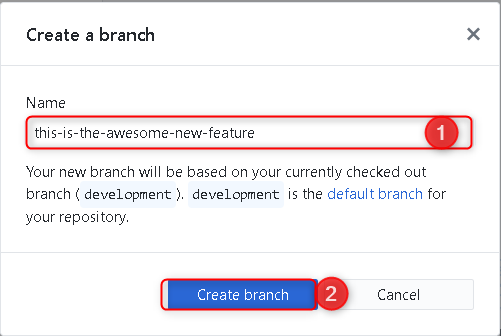 Create a branch
Name
this-is-the-awesome-new-feature
1
Your new branch will be based on your currently checked out
branch ( development ). development is the default branch for
your repository.
Create branch
2
Cancel